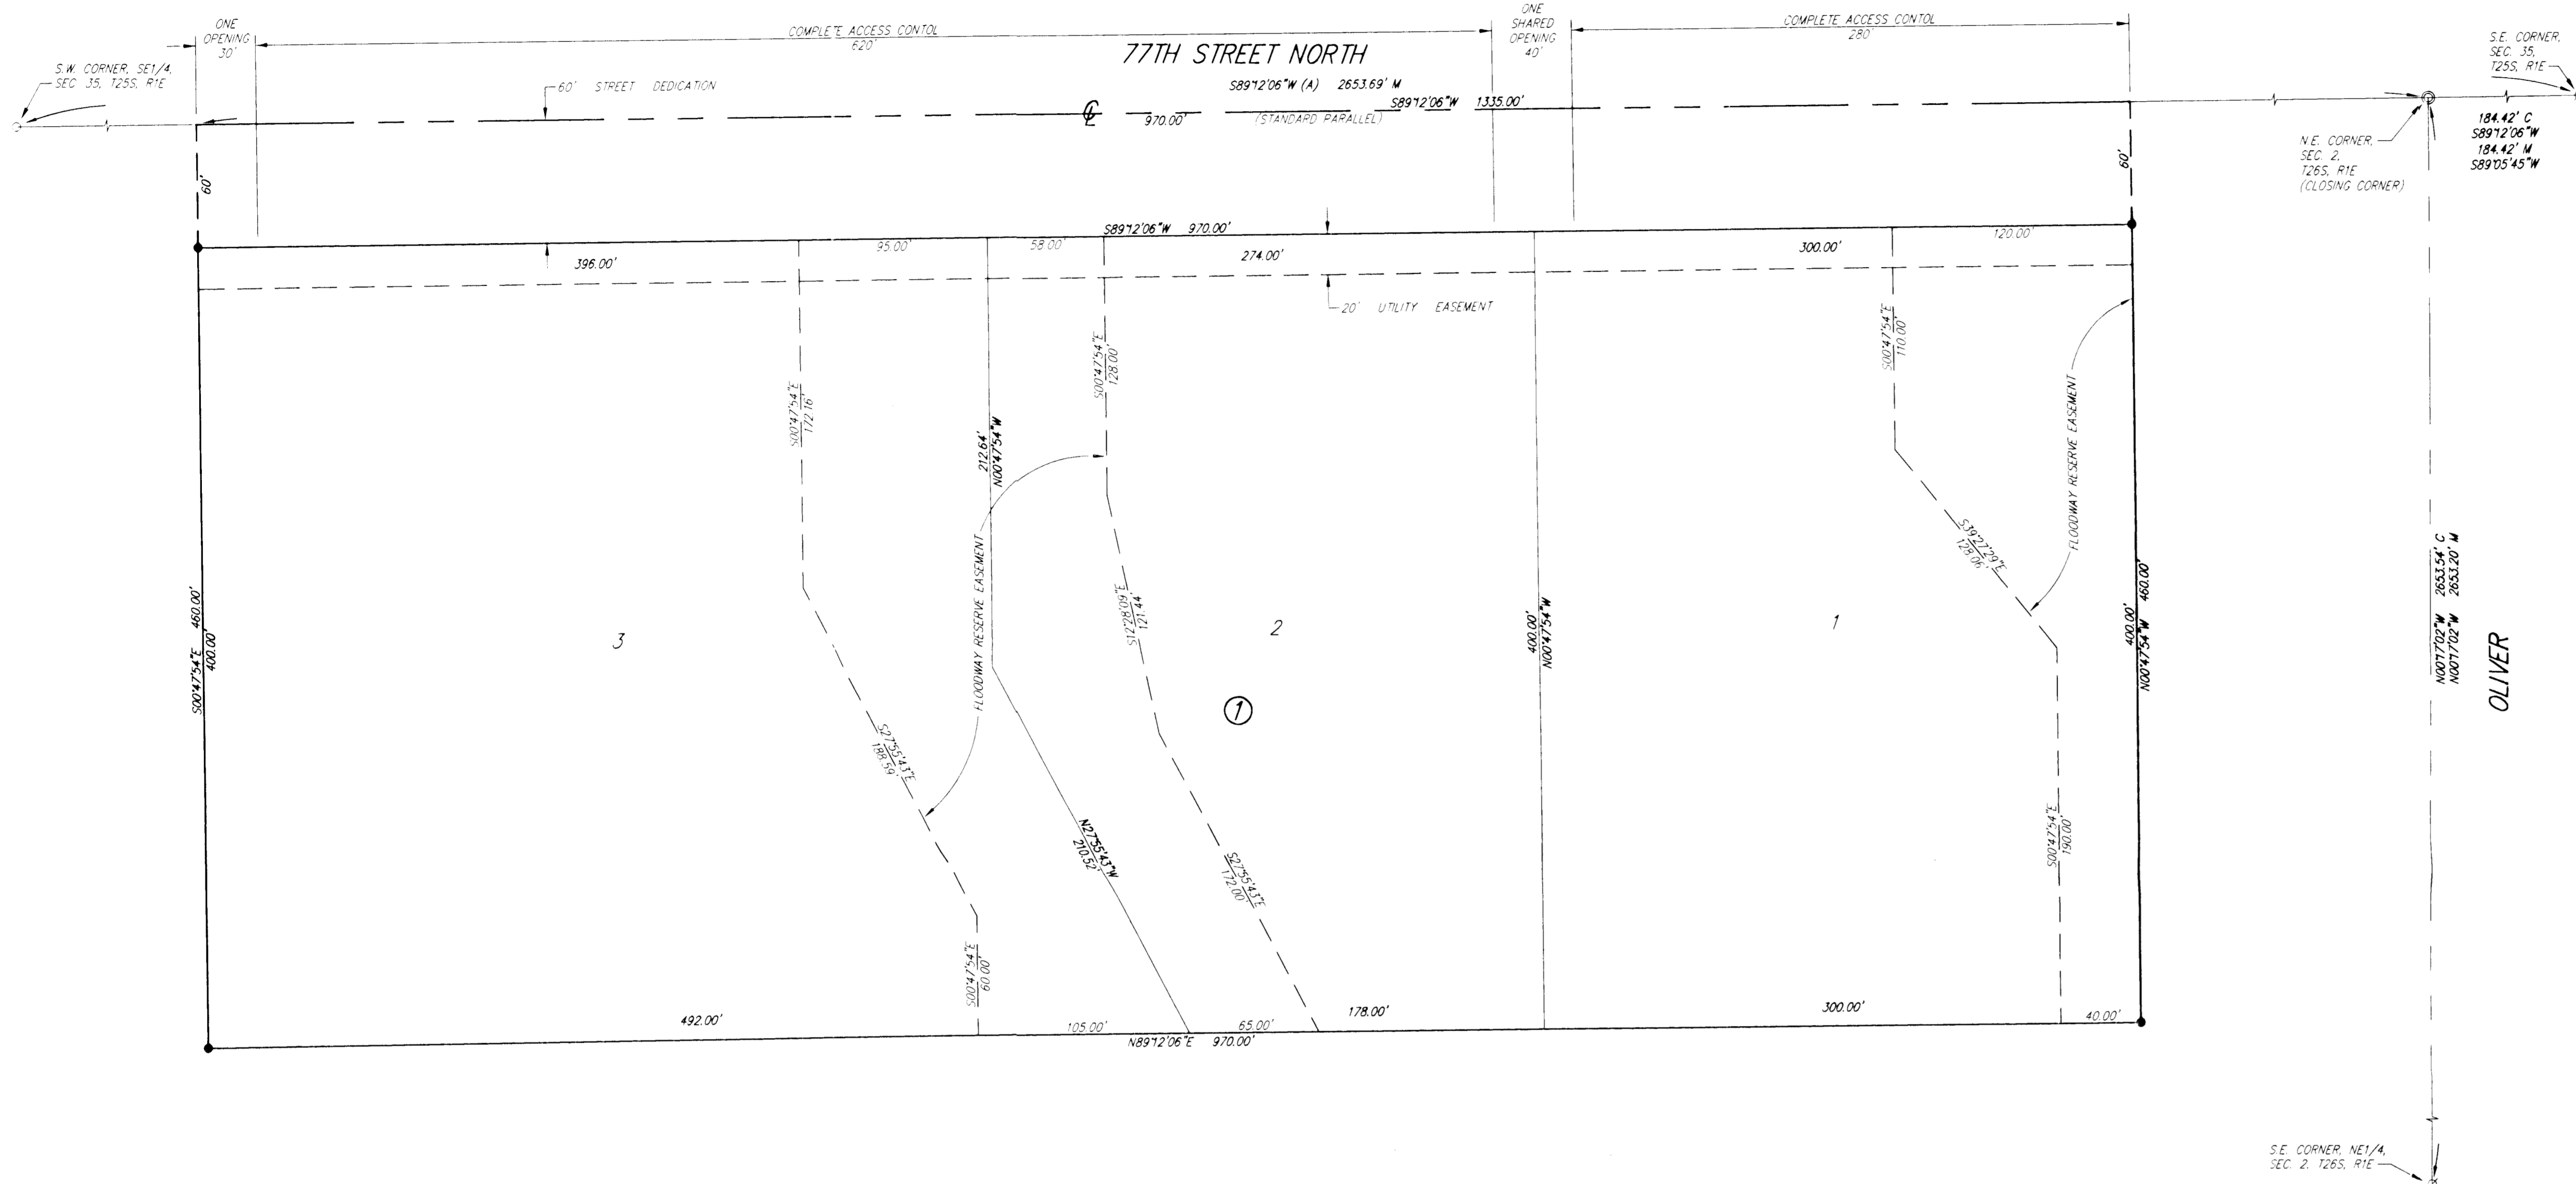 ONE
OPENING
30'
COMPLETE ACCESS CONTOL
620'
ONE
SHARED
OPENING
40'
COMPLETE ACCESS CONTOL
280'
77TH STREET NORTH
S.W. CORNER, SE1/4,
SEC 35, T25S, R1E
60' STREET DEDICATION
S89°12'06"W (A) 2653.69' M
S89°12'06"W 1335.00'
℄
970.00'
(STANDARD PARALLEL)
S.E. CORNER,
SEC. 35,
T25S, R1E
N.E. CORNER,
SEC. 2,
T26S, R1E
(CLOSING CORNER)
184.42' C
S89°12'06"W
184.42' M
S89°05'45"W
60'
60'
S89°12'06"W 970.00'
95.00'
58.00'
120.00'
396.00'
274.00'
300.00'
20' UTILITY EASEMENT
S00°47'54"E
172.16'
212.64'
N00°47'54"W
S00°47'54"E
128.00'
S00°47'54"E
110.00'
FLOODWAY RESERVE EASEMENT
FLOODWAY RESERVE EASEMENT
S39°27'29"E
128.06'
S12°28'09"E
121.44'
S00°47'54"E 460.00'
400.00'
3
2
1
400.00'
N00°47'54"W
400.00'
N00°47'54"W 460.00'
N00°17'02"W 2653.54' C
N00°17'02"W 2653.20' M
OLIVER
1
S27°55'43"E
188.59'
N27°55'43"W
210.52'
S27°55'43"E
172.00'
S00°47'54"E
190.00'
S00°47'54"E
60.00'
492.00'
105.00'
65.00'
178.00'
300.00'
40.00'
N89°12'06"E 970.00'
S.E. CORNER, NE1/4,
SEC. 2, T26S, R1E